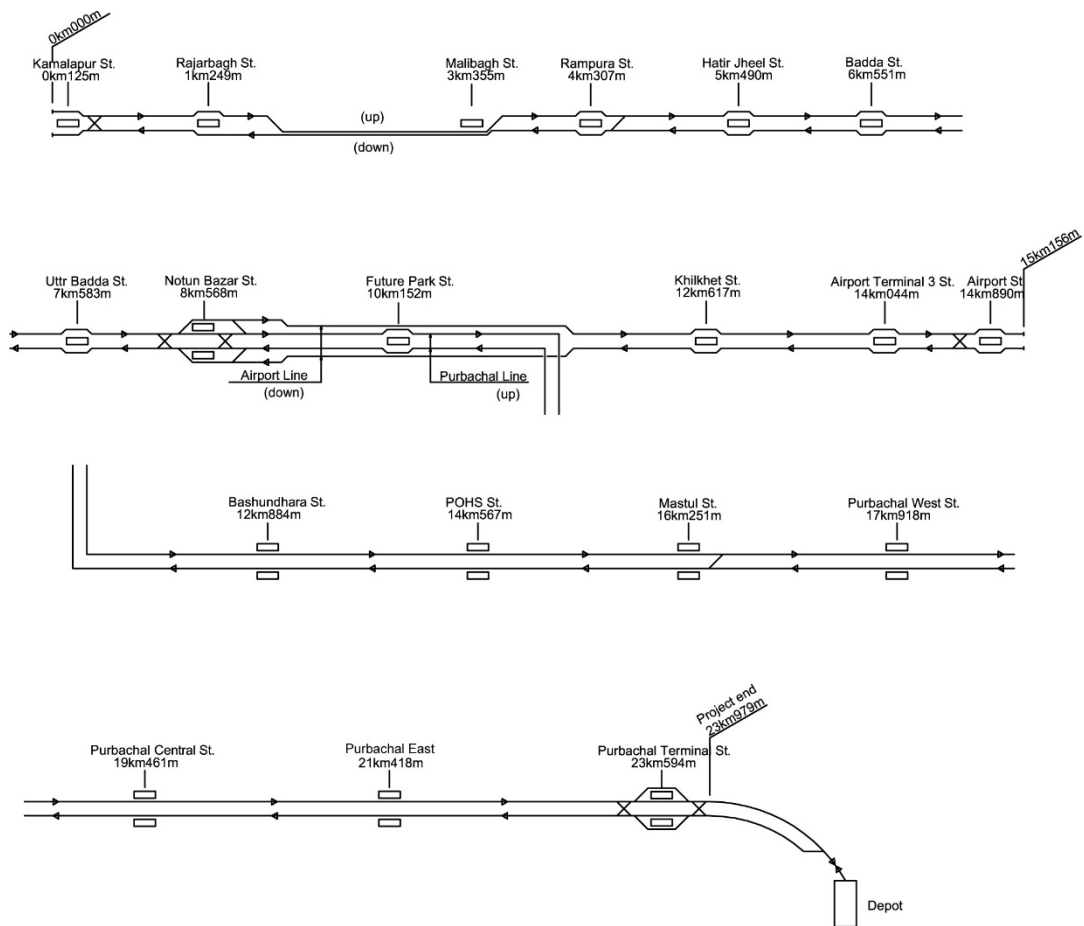 0km000m
Kamalapur St.
0km125m
Rajarbagh St.
1km249m
Malibagh St.
3km355m
Rampura St.
4km307m
Hatir Jheel St.
5km490m
Badda St.
6km551m
(up)
(down)
15km156m
Uttr Badda St.
7km583m
Notun Bazar St.
8km568m
Future Park St.
10km152m
Khilkhet St.
12km617m
Airport Terminal 3 St.
14km044m
Airport St.
14km890m
Airport Line
(down)
Purbachal Line
(up)
Bashundhara St.
12km884m
POHS St.
14km567m
Mastul St.
16km251m
Purbachal West St.
17km918m
Project end
23km979m
Purbachal Central St.
19km461m
Purbachal East
21km418m
Purbachal Terminal St.
23km594m
Depot